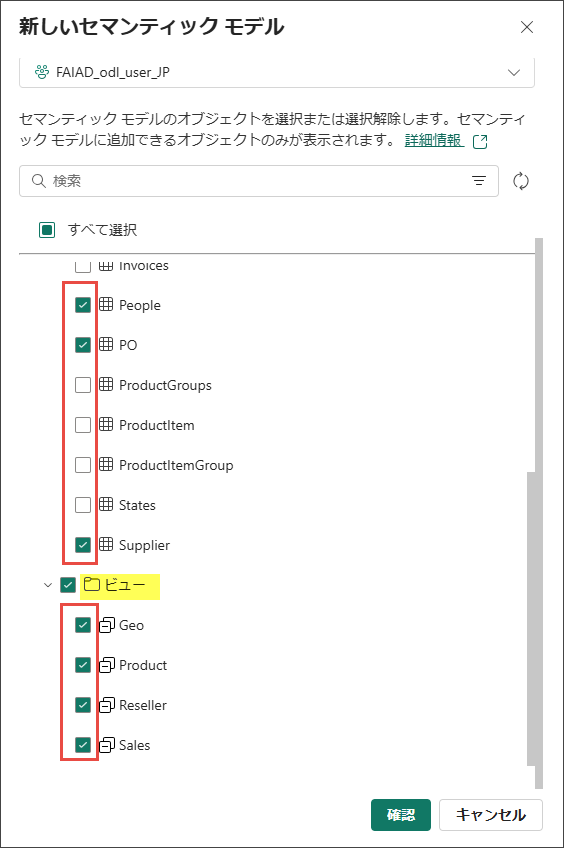 新しいセマンティック モデル
FAIAD_odl_user_JP
セマンティック モデルのオブジェクトを選択または選択解除します。セマンティ
ック モデルに追加できるオブジェクトのみが表示されます。 詳細情報
検索
すべて選択
Invoices
People
PO
ProductGroups
ProductItem
ProductItemGroup
States
Supplier
ビュー
Geo
Product
Reseller
Sales
確認 キャンセル